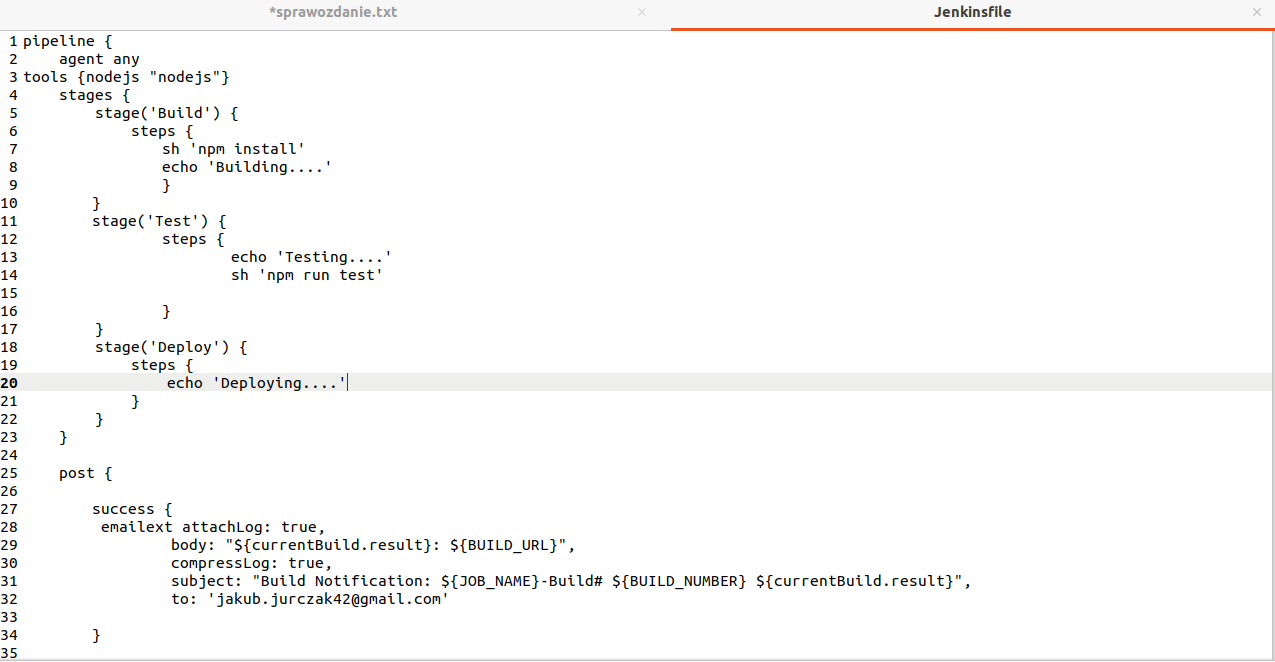 *sprawozdanie.txt × Jenkinsfile ×
1 pipeline {
2     agent any
3 tools {nodejs "nodejs"}
4     stages {
5         stage('Build') {
6             steps {
7                 sh 'npm install'
8                 echo 'Building....'
9                 }
10         }
11         stage('Test') {
12                 steps {
13                         echo 'Testing....'
14                         sh 'npm run test'
15
16                 }
17         }
18         stage('Deploy') {
19             steps {
20                 echo 'Deploying....'
21             }
22         }
23     }
24
25     post {
26
27         success {
28          emailext attachLog: true,
29                  body: "${currentBuild.result}: ${BUILD_URL}",
30                  compressLog: true,
31                  subject: "Build Notification: ${JOB_NAME}-Build# ${BUILD_NUMBER} ${currentBuild.result}",
32                  to: 'jakub.jurczak42@gmail.com'
33
34         }
35